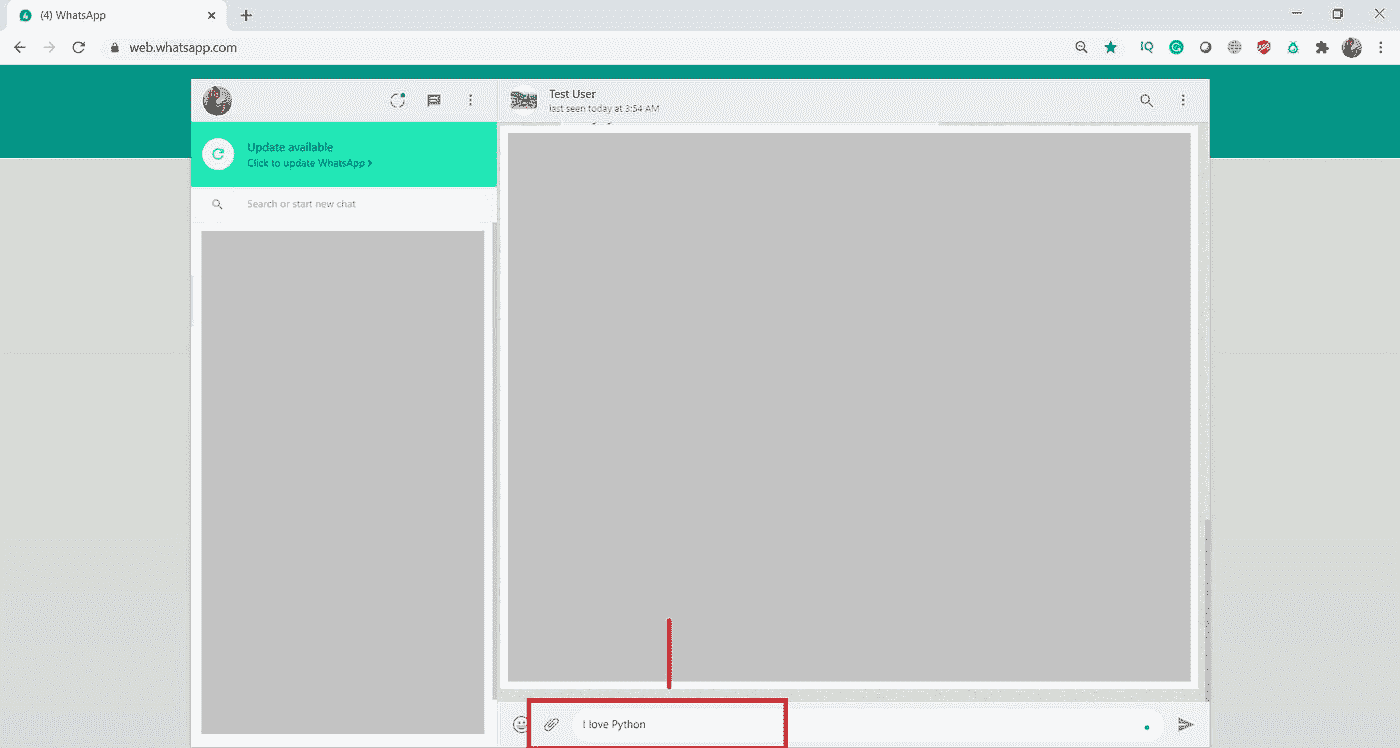 (4) WhatsApp
web.whatsapp.com
Test User
last seen today at 3:54 AM
Update available
Click to update WhatsApp
Search or start new chat
I love Python